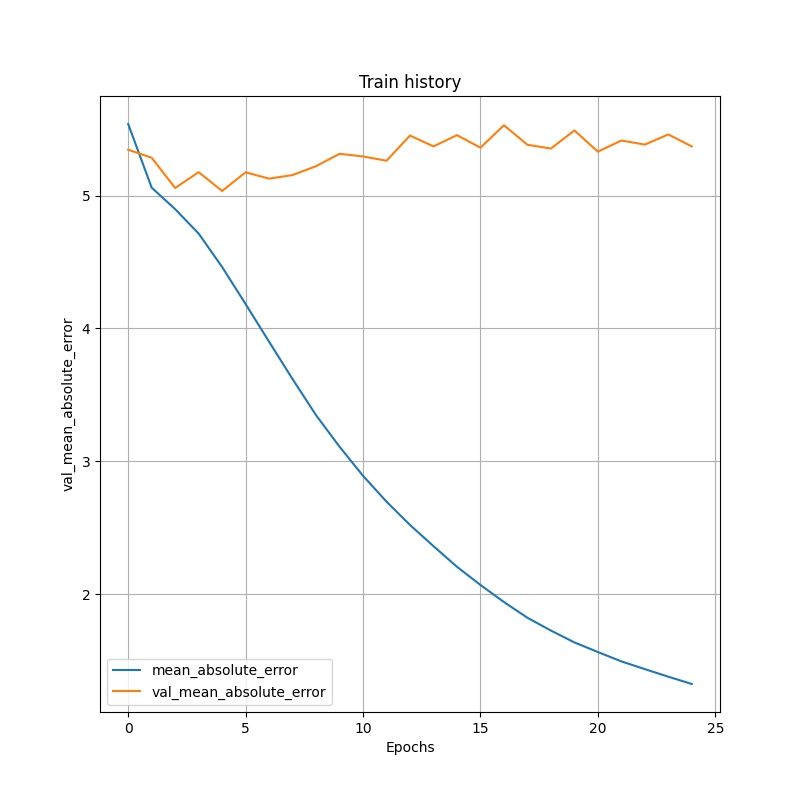 Train history
val_mean_absolute_error
5
4
3
2
mean_absolute_error
val_mean_absolute_error
0 5 10 15 20 25
Epochs